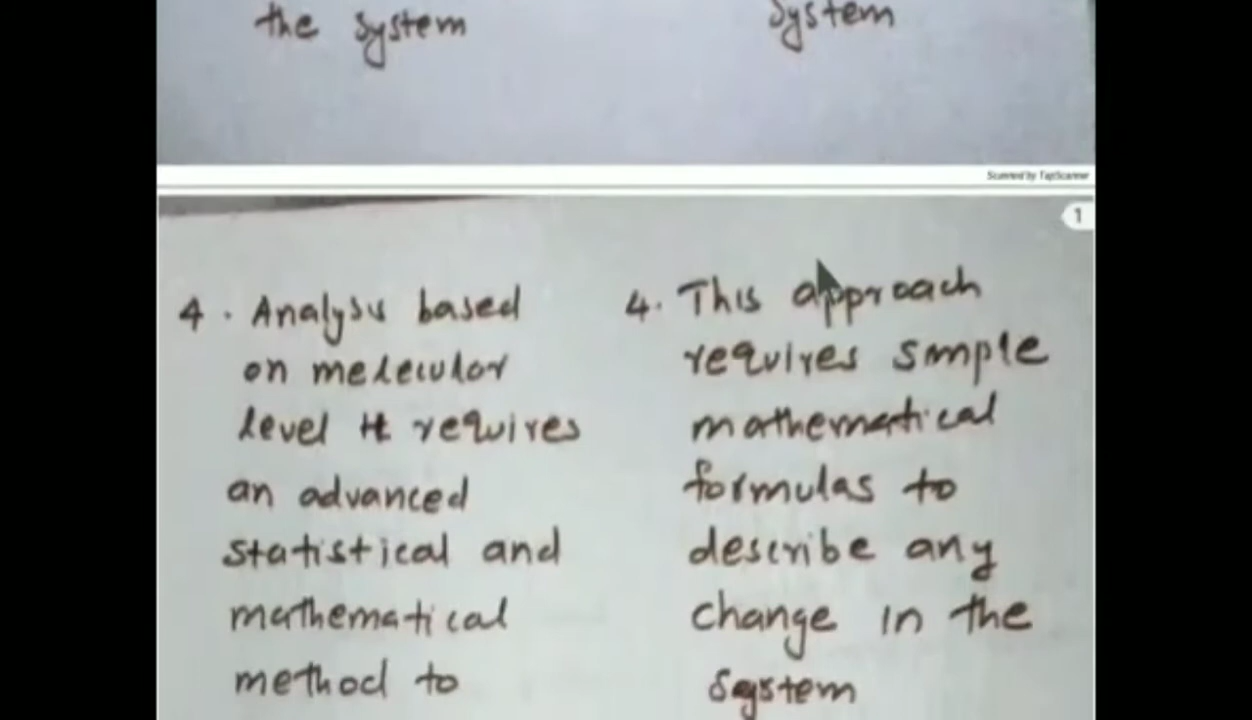 the system
system
Scanned by TapScanner
1
4. Analysis based
on melecular
level it requires
an advanced
statistical and
mathematical
method to
4. This approach
requires simple
mathematical
formulas to
describe any
change in the
system